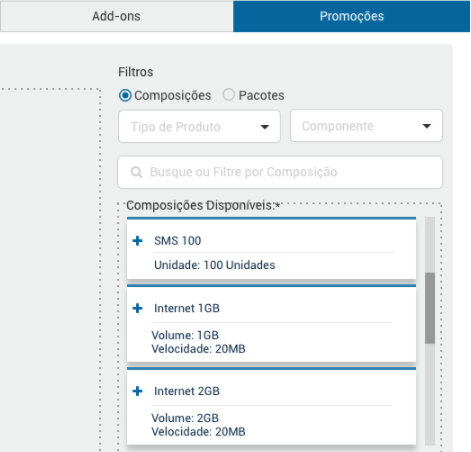 Add-ons
Promoções
Filtros
Composições
Pacotes
Tipo de Produto
Componente
Busque ou Filtre por Composição
Composições Disponíveis:*
SMS 100
Unidade: 100 Unidades
Internet 1GB
Volume: 1GB
Velocidade: 20MB
Internet 2GB
Volume: 2GB
Velocidade: 20MB